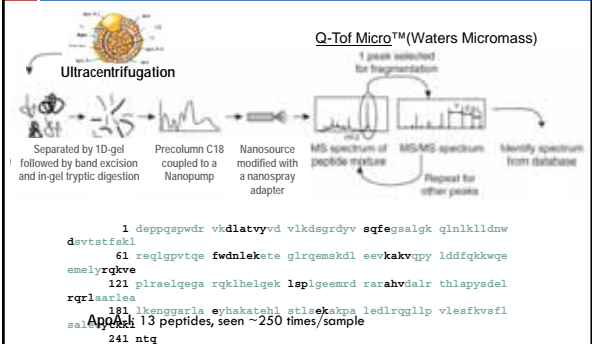 Q-Tof Micro™(Waters Micromass)
Ultracentrifugation
1 peak selected
for fragmentation
Separated by 1D-gel
followed by band excision
and in-gel tryptic digestion
Precolumn C18
coupled to a
Nanopump
Nanosource
modified with
a nanospray
adapter
MS spectrum of
peptide mixture
MS/MS spectrum
Identify spectrum
from database
Repeat for
other peaks
1 deppqspwdr vkdlatvyvd vlkdsgrdyv sqfegsalgk qlnlklldnw
dsvtstfskl
61 reqlgpvtqe fwdnlekete glrqemskdl eevkakvqpy lddfqkkwqe
emelyrqkve
121 plraelqega rqklhelqek lsplgeemrd rarahvdalr thlapysdel
rqrlaarlea
181 lkenggarla eyhakatehl stlsekakpa ledlrqgllp vlesfkvsfl
ApoA-I: 13 peptides, seen ~250 times/sample
241 ntq